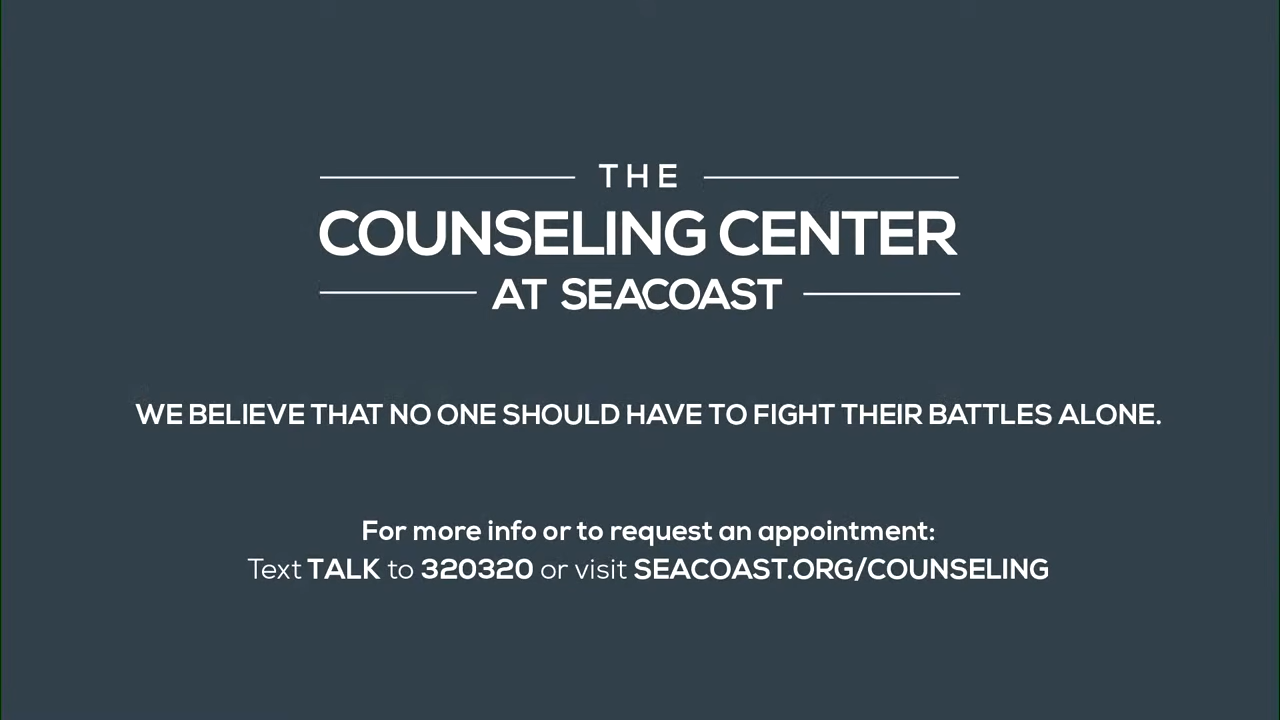 THE
COUNSELING CENTER
AT SEACOAST
WE BELIEVE THAT NO ONE SHOULD HAVE TO FIGHT THEIR BATTLES ALONE.
For more info or to request an appointment:
Text TALK to 320320 or visit SEACOAST.ORG/COUNSELING